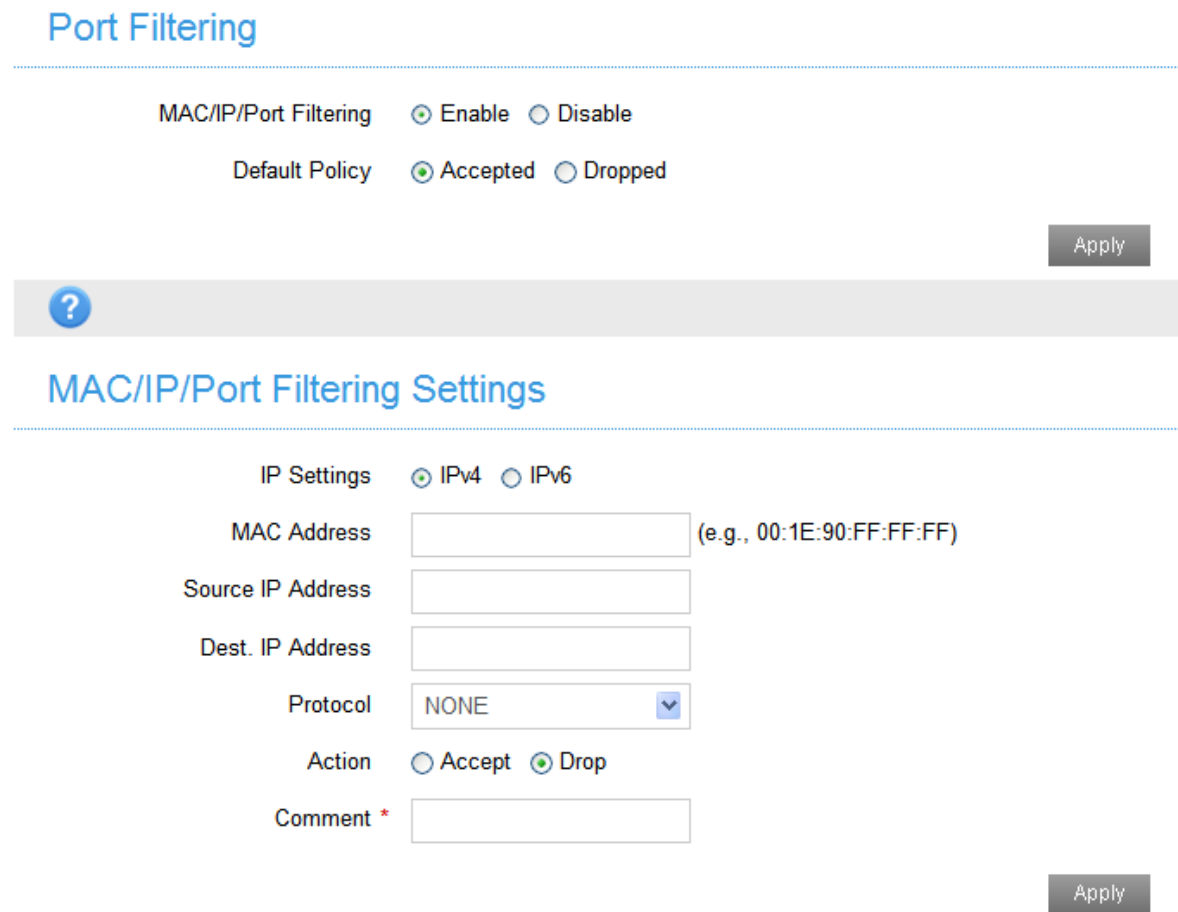 Port Filtering
MAC/IP/Port Filtering Enable Disable
Default Policy Accepted Dropped
Apply
?
MAC/IP/Port Filtering Settings
IP Settings IPv4 IPv6
MAC Address (e.g., 00:1E:90:FF:FF:FF)
Source IP Address
Dest. IP Address
Protocol NONE
Action Accept Drop
Comment *
Apply